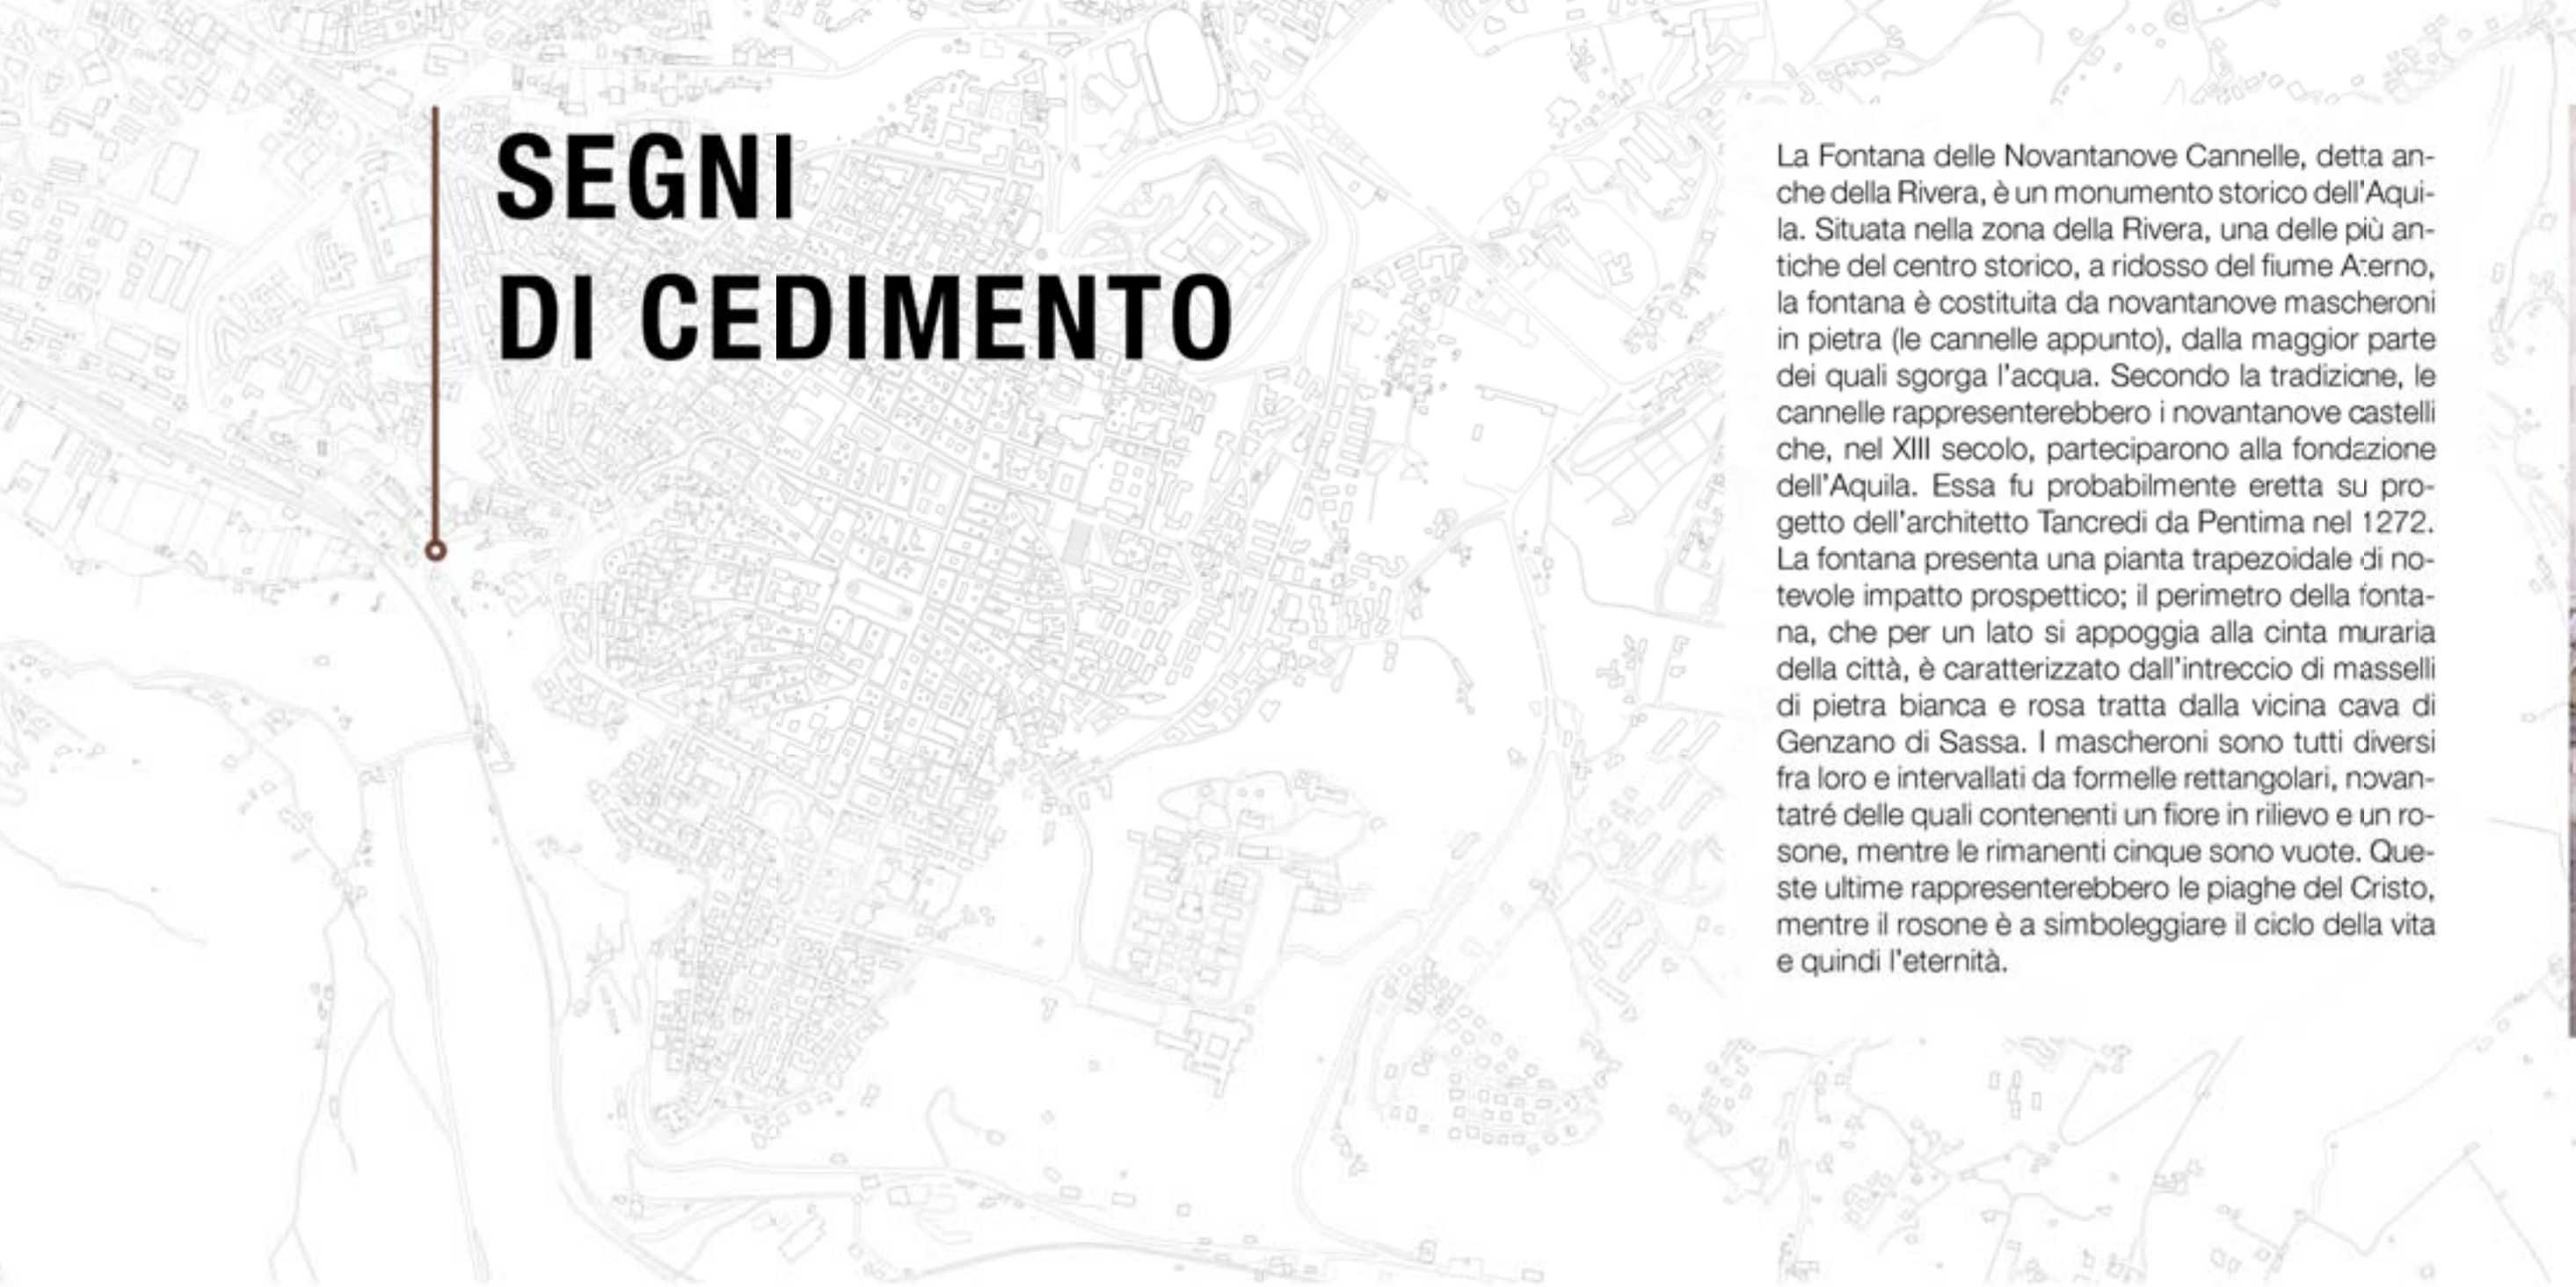 SEGNI
DI CEDIMENTO
La Fontana delle Novantanove Cannelle, detta an-
che della Rivera, è un monumento storico dell'Aqui-
la. Situata nella zona della Rivera, una delle più an-
tiche del centro storico, a ridosso del fiume Aterno,
la fontana è costituita da novantanove mascheroni
in pietra (le cannelle appunto), dalla maggior parte
dei quali sgorga l'acqua. Secondo la tradizione, le
cannelle rappresenterebbero i novantanove castelli
che, nel XIII secolo, parteciparono alla fondazione
dell'Aquila. Essa fu probabilmente eretta su pro-
getto dell'architetto Tancredi da Pentima nel 1272.
La fontana presenta una pianta trapezoidale di no-
tevole impatto prospettico; il perimetro della fonta-
na, che per un lato si appoggia alla cinta muraria
della città, è caratterizzato dall'intreccio di masselli
di pietra bianca e rosa tratta dalla vicina cava di
Genzano di Sassa. I mascheroni sono tutti diversi
fra loro e intervallati da formelle rettangolari, novan-
tatré delle quali contenenti un fiore in rilievo e un ro-
sone, mentre le rimanenti cinque sono vuote. Que-
ste ultime rappresenterebbero le piaghe del Cristo,
mentre il rosone è a simboleggiare il ciclo della vita
e quindi l'eternità.